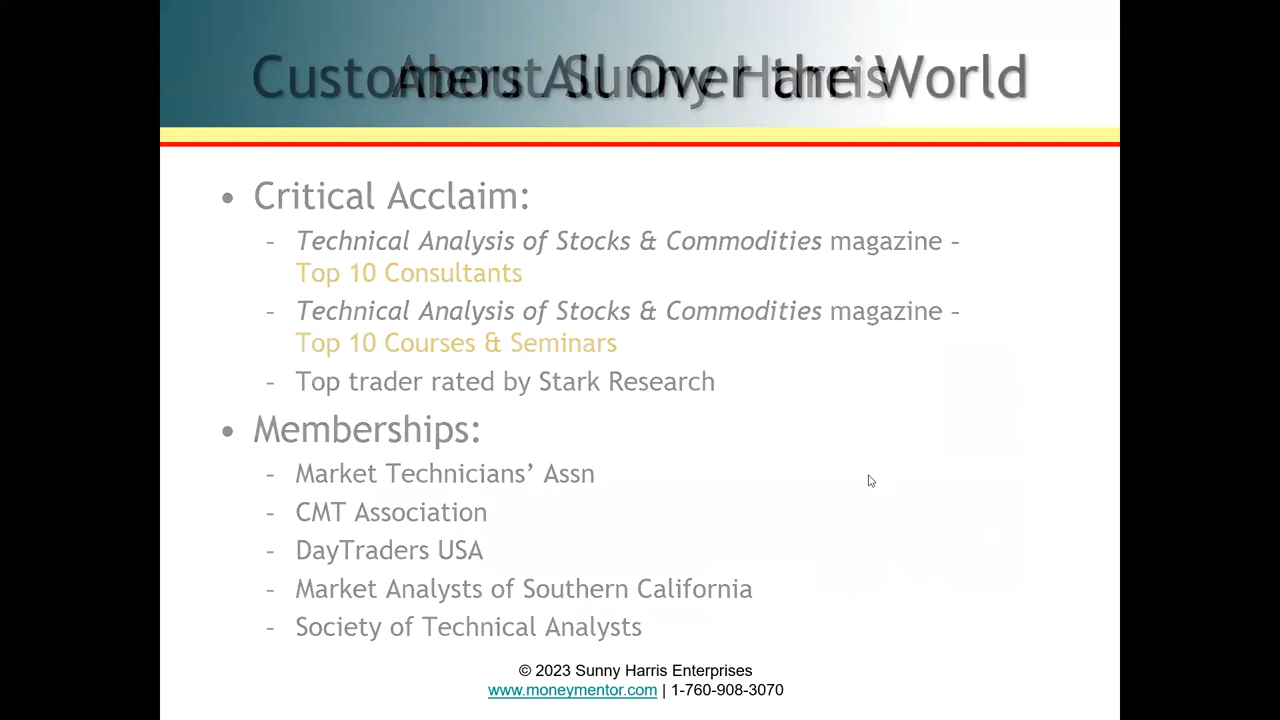 Customers All Over the World
About Sunny Harris
• Critical Acclaim:
– Technical Analysis of Stocks & Commodities magazine –
Top 10 Consultants
– Technical Analysis of Stocks & Commodities magazine –
Top 10 Courses & Seminars
– Top trader rated by Stark Research
• Memberships:
– Market Technicians’ Assn
– CMT Association
– DayTraders USA
– Market Analysts of Southern California
– Society of Technical Analysts
© 2023 Sunny Harris Enterprises
www.moneymentor.com | 1-760-908-3070